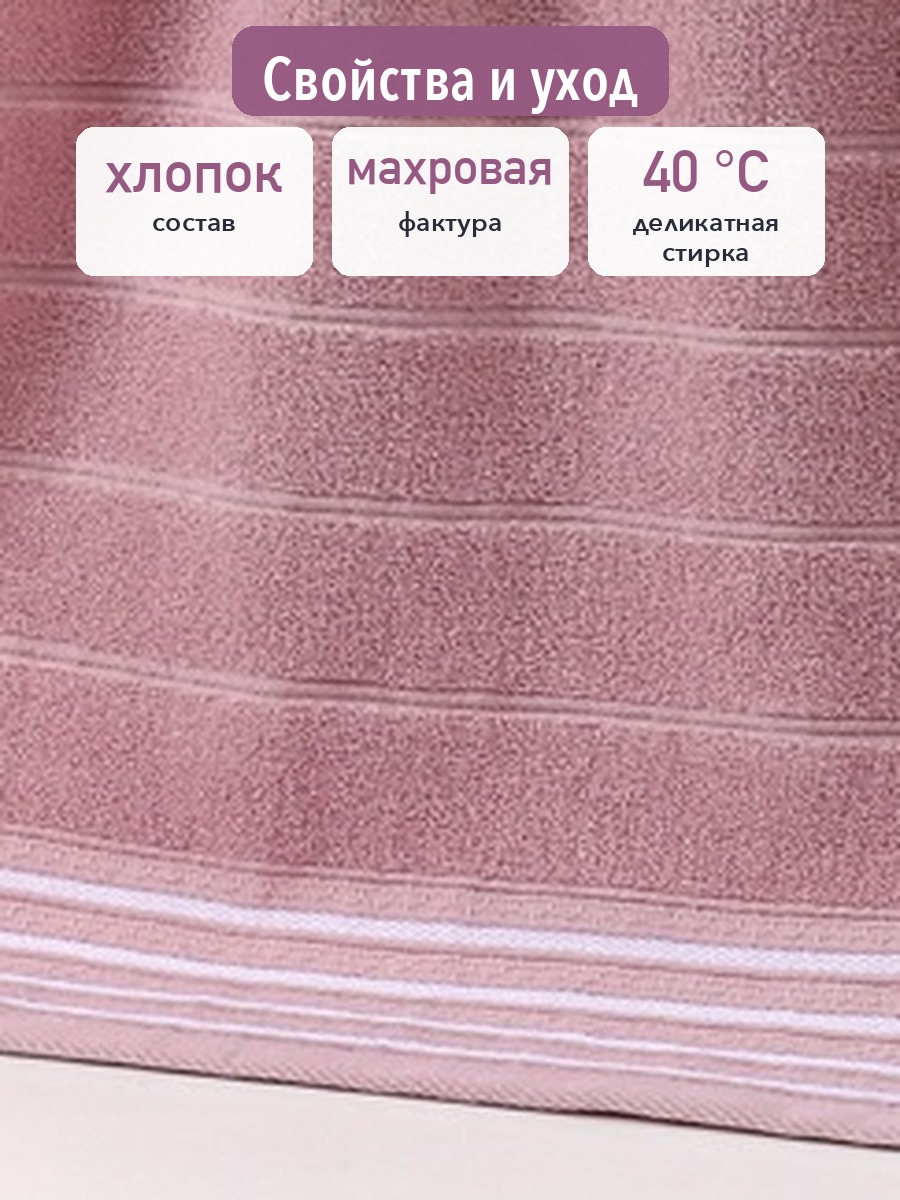 Свойства и уход
хлопок
состав
махровая
фактура
40 °C
деликатная
стирка